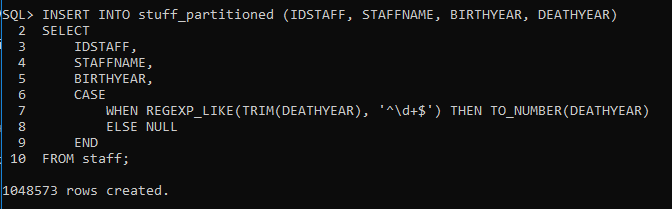 SQL> INSERT INTO stuff_partitioned (IDSTAFF, STAFFNAME, BIRTHYEAR, DEATHYEAR)
2 SELECT
3 IDSTAFF,
4 STAFFNAME,
5 BIRTHYEAR,
6 CASE
7 WHEN REGEXP_LIKE(TRIM(DEATHYEAR), '^\d+$') THEN TO_NUMBER(DEATHYEAR)
8 ELSE NULL
9 END
10 FROM staff;
1048573 rows created.